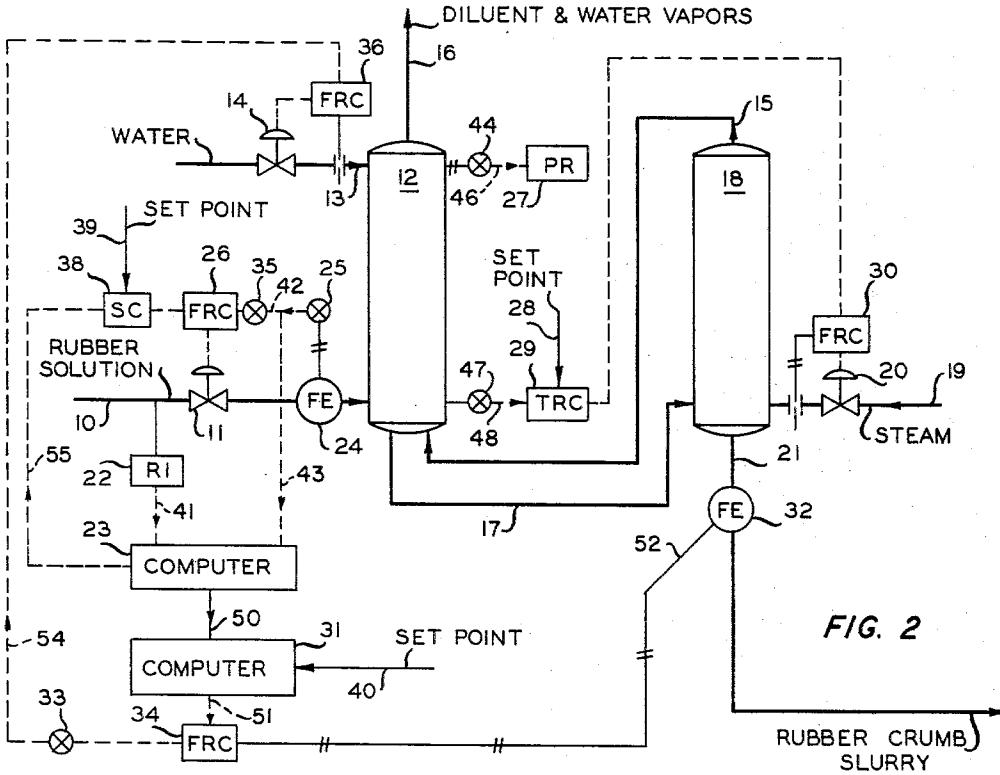 DILUENT & WATER VAPORS
36
16
FRC
14
44
15
WATER
12
PR
18
13
46
27
SET POINT
39
26
35
25
SET
POINT
38
42
30
SC
FRC
28
FRC
29
RUBBER
SOLUTION
47
20
19
FE
TRC
10
11
24
48
STEAM
55
22
RI
43
21
41
17
FE
32
23
52
COMPUTER
50
31
SET POINT
FIG. 2
54
COMPUTER
40
33
34
51
FRC
RUBBER CRUMB
SLURRY